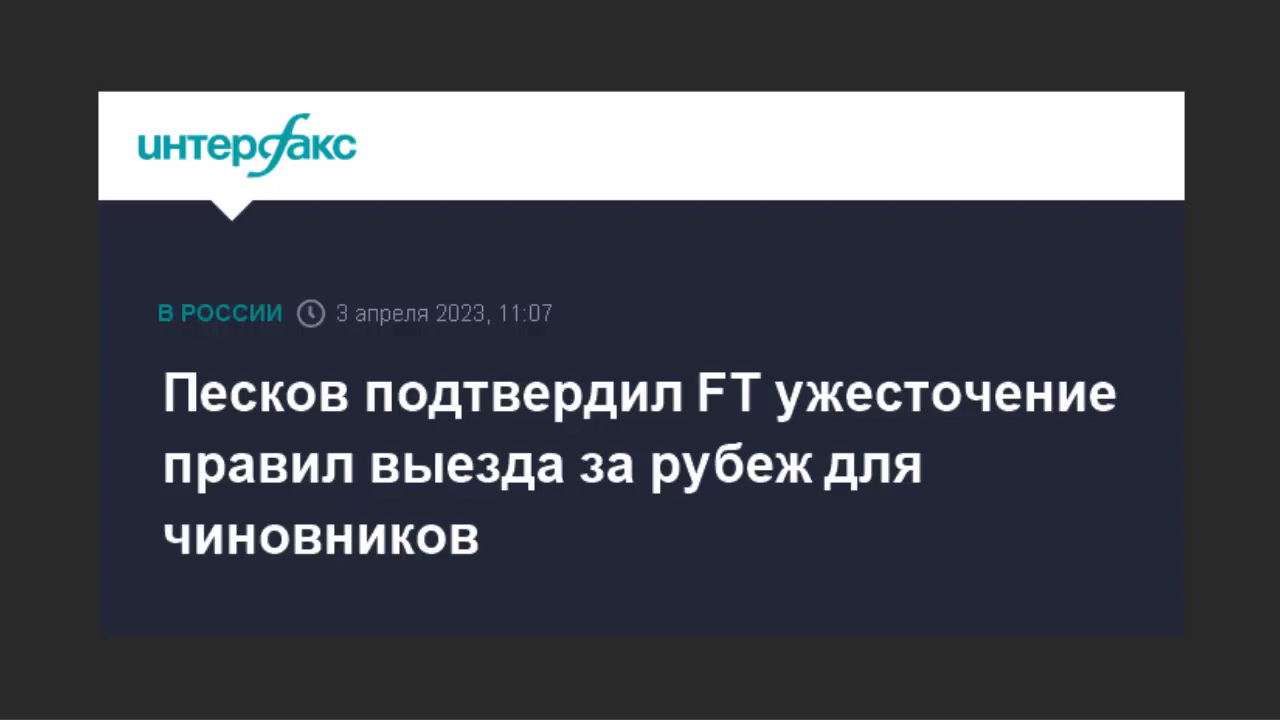 интерфакс
В РОССИИ 3 апреля 2023, 11:07
Песков подтвердил FT ужесточение
правил выезда за рубеж для
чиновников